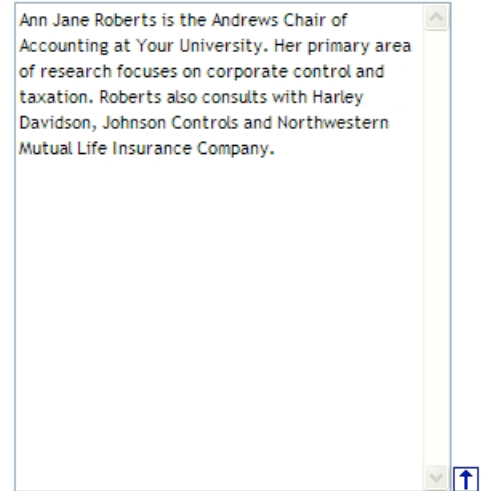 Ann Jane Roberts is the Andrews Chair of
Accounting at Your University. Her primary area
of research focuses on corporate control and
taxation. Roberts also consults with Harley
Davidson, Johnson Controls and Northwestern
Mutual Life Insurance Company.